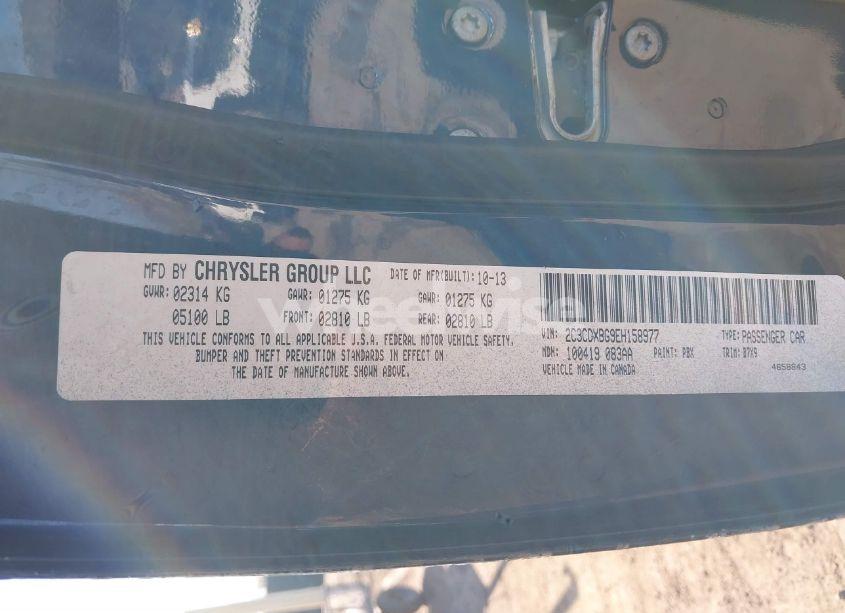 MFD BY CHRYSLER GROUP LLC DATE OF MFR(BUILT): 10-13
GVWR: 02314 KG GAWR: 01275 KG GAWR: 01275 KG
05100 LB FRONT: 02810 LB REAR: 02810 LB
THIS VEHICLE CONFORMS TO ALL APPLICABLE U.S.A. FEDERAL MOTOR VEHICLE SAFETY,
BUMPER AND THEFT PREVENTION STANDARDS IN EFFECT ON
THE DATE OF MANUFACTURE SHOWN ABOVE.
VIN: 2C3CDXBG9EH158977 TYPE: PASSENGER CAR
MDH: 100419 083AA PAINT: PBX TRIM: B7X9
VEHICLE MADE IN CANADA 4658843
wheelwise